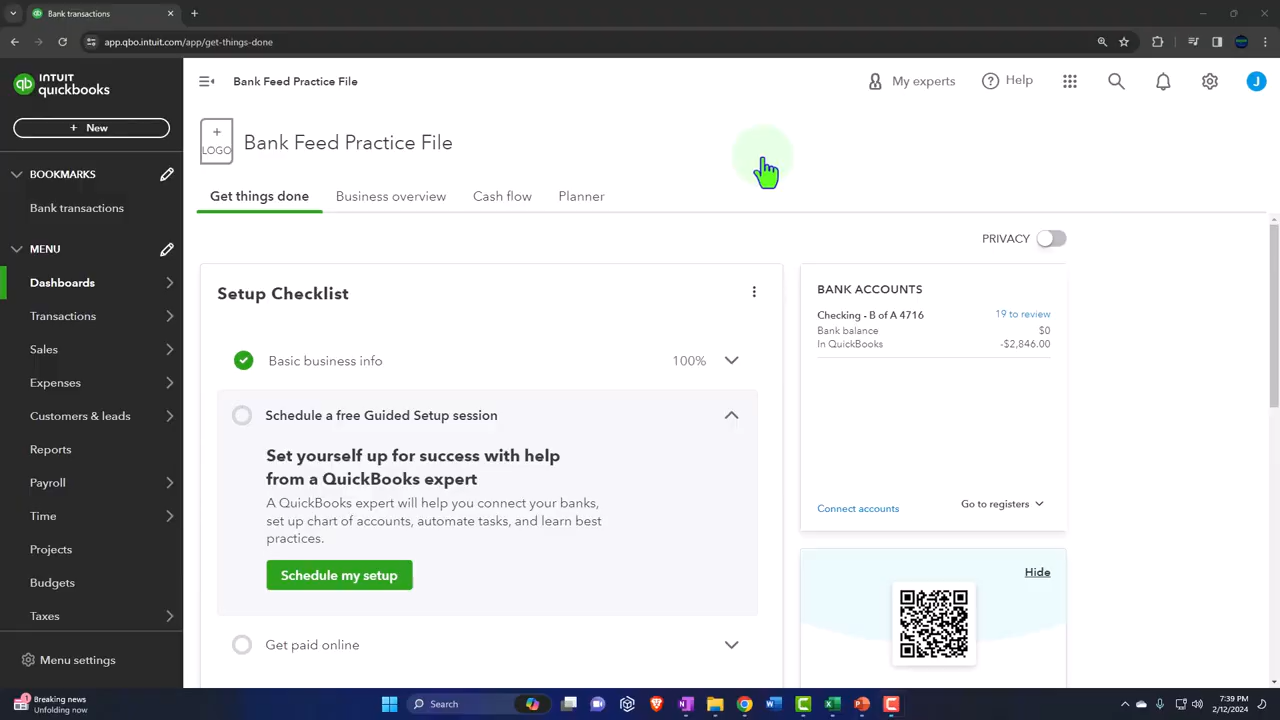 Bank transactions
app.qbo.intuit.com/app/get-things-done
INTUIT
quickbooks
Bank Feed Practice File
My experts
Help
J
+ New
+
LOGO
Bank Feed Practice File
BOOKMARKS
Bank transactions
Get things done
Business overview
Cash flow
Planner
MENU
Dashboards
Transactions
Sales
Expenses
Customers & leads
Reports
Payroll
Time
Projects
Budgets
Taxes
Menu settings
PRIVACY
Setup Checklist
Basic business info
100%
Schedule a free Guided Setup session
Set yourself up for success with help
from a QuickBooks expert
A QuickBooks expert will help you connect your banks,
set up chart of accounts, automate tasks, and learn best
practices.
Schedule my setup
Get paid online
BANK ACCOUNTS
Checking - B of A 4716
19 to review
Bank balance
$0
In QuickBooks
-$2,846.00
Connect accounts
Go to registers
Hide
Breaking news
Unfolding now
Search
7:39 PM
2/12/2024